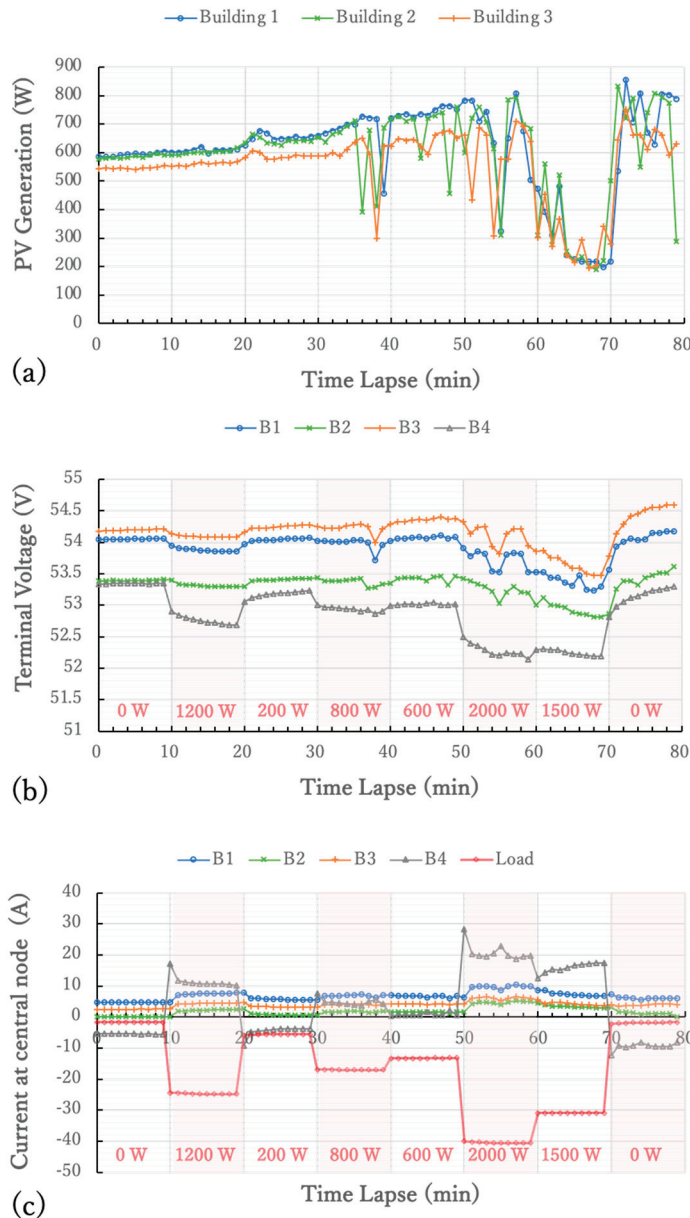 Building 1 Building 2 Building 3
900
800
700
600
500
400
300
200
100
0
PV Generation (W)
0 10 20 30 40 50 60 70 80
Time Lapse (min)
(a)
B1 B2 B3 B4
55
54.5
54
53.5
53
52.5
52
51.5
51
Terminal Voltage (V)
0 W 1200 W 200 W 800 W 600 W 2000 W 1500 W 0 W
0 10 20 30 40 50 60 70 80
Time Lapse (min)
(b)
B1 B2 B3 B4 Load
40
30
20
10
0
-10
-20
-30
-40
-50
Current at central node (A)
0 10 20 30 40 50 60 70 80
0 W 1200 W 200 W 800 W 600 W 2000 W 1500 W 0 W
Time Lapse (min)
(c)